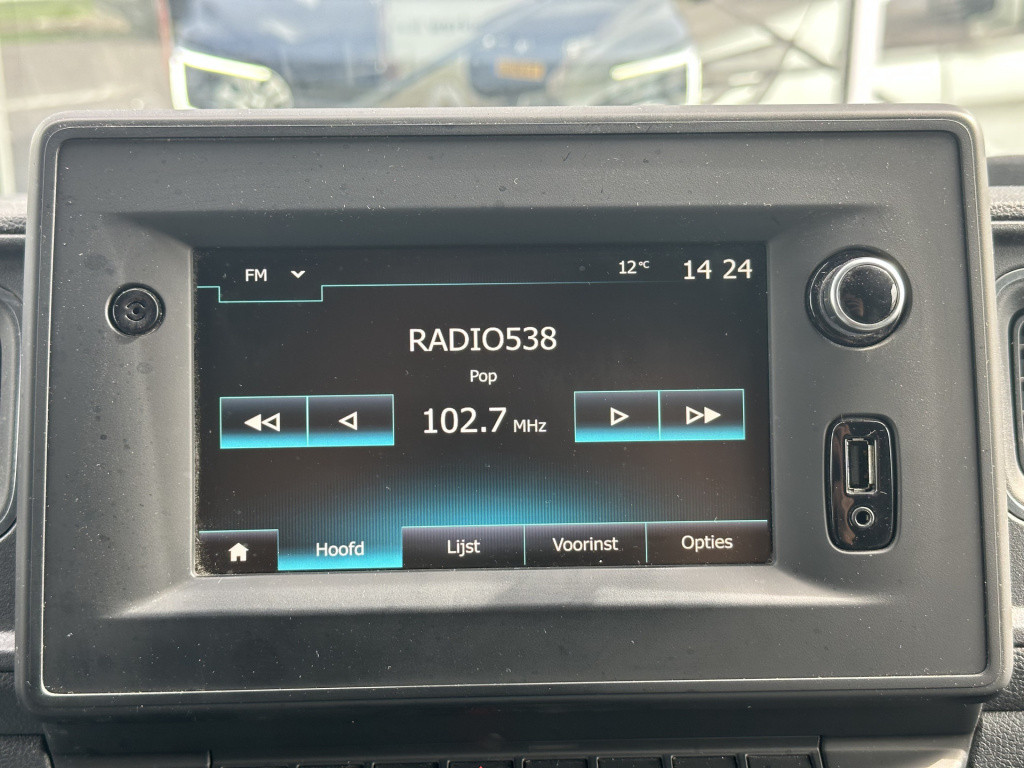 FM
12°C 14 24
RADIO538
Pop
102.7 MHz
Hoofd Lijst Voorinst Opties